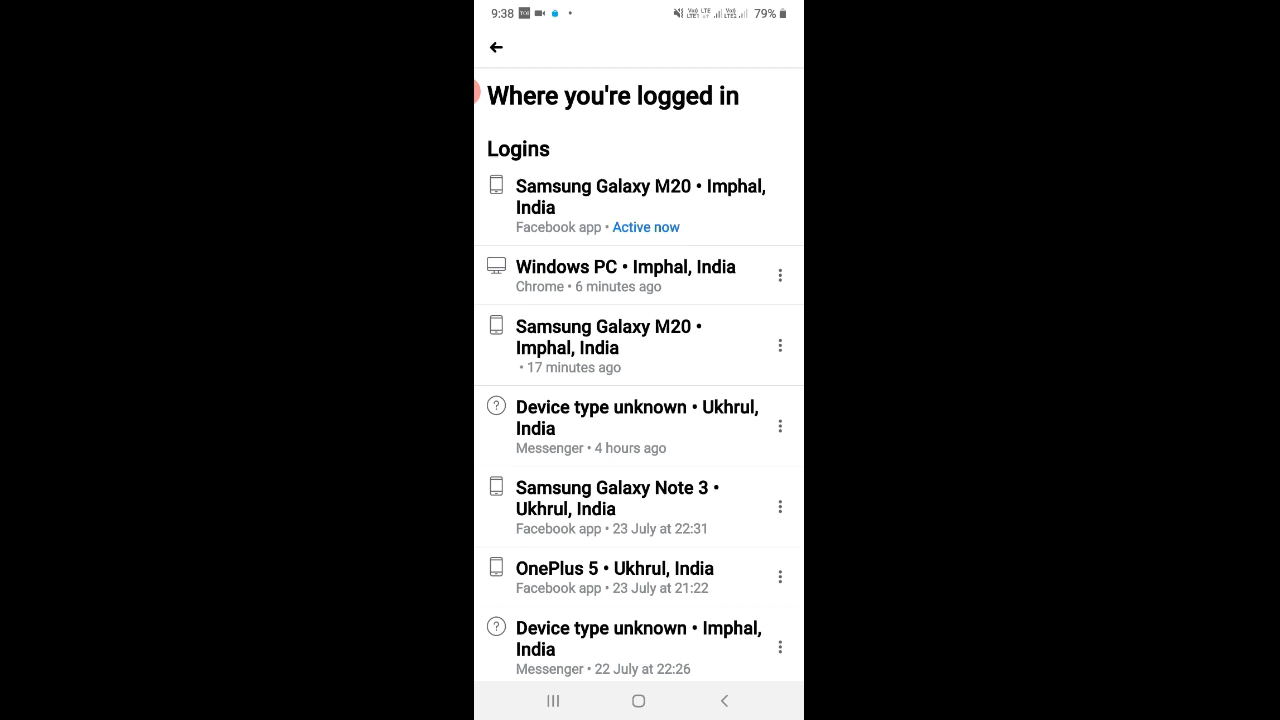 9:38 79%
Where you're logged in
Logins
Samsung Galaxy M20 • Imphal,
India
Facebook app • Active now
Windows PC • Imphal, India
Chrome • 6 minutes ago
Samsung Galaxy M20 •
Imphal, India
• 17 minutes ago
Device type unknown • Ukhrul,
India
Messenger • 4 hours ago
Samsung Galaxy Note 3 •
Ukhrul, India
Facebook app • 23 July at 22:31
OnePlus 5 • Ukhrul, India
Facebook app • 23 July at 21:22
Device type unknown • Imphal,
India
Messenger • 22 July at 22:26